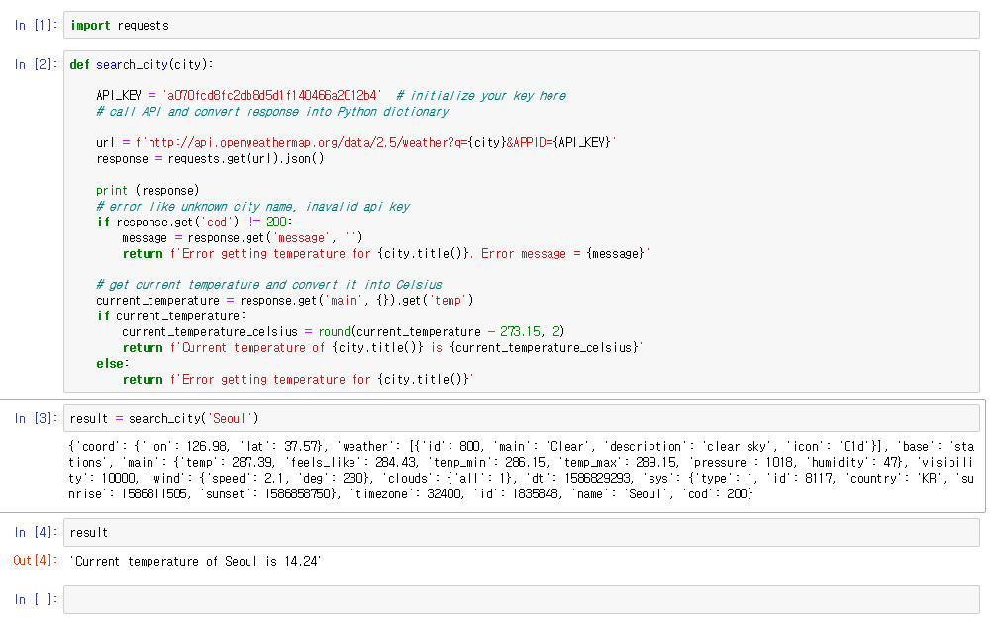 In [1]: import requests
In [2]: def search_city(city):
API_KEY = 'a070fcd8fc2db8d5d1f140466a2012b4'  # initialize your key here
# call API and convert response into Python dictionary
url = f'http://api.openweathermap.org/data/2.5/weather?q={city}&APPID={API_KEY}'
response = requests.get(url).json()
print (response)
# error like unknown city name, inavalid api key
if response.get('cod') != 200:
message = response.get('message', '')
return f'Error getting temperature for {city.title()}. Error message = {message}'
# get current temperature and convert it into Celsius
current_temperature = response.get('main', {}).get('temp')
if current_temperature:
current_temperature_celsius = round(current_temperature - 273.15, 2)
return f'Current temperature of {city.title()} is {current_temperature_celsius}'
else:
return f'Error getting temperature for {city.title()}'
In [3]: result = search_city('Seoul')
{'coord': {'lon': 126.98, 'lat': 37.57}, 'weather': [{'id': 800, 'main': 'Clear', 'description': 'clear sky', 'icon': '01d'}], 'base': 'sta
tions', 'main': {'temp': 287.39, 'feels_like': 284.43, 'temp_min': 286.15, 'temp_max': 289.15, 'pressure': 1018, 'humidity': 47}, 'visibili
ty': 10000, 'wind': {'speed': 2.1, 'deg': 230}, 'clouds': {'all': 1}, 'dt': 1586829293, 'sys': {'type': 1, 'id': 8117, 'country': 'KR', 'su
nrise': 1586811505, 'sunset': 1586858750}, 'timezone': 32400, 'id': 1835848, 'name': 'Seoul', 'cod': 200}
In [4]: result
Out[4]: 'Current temperature of Seoul is 14.24'
In [ ]: